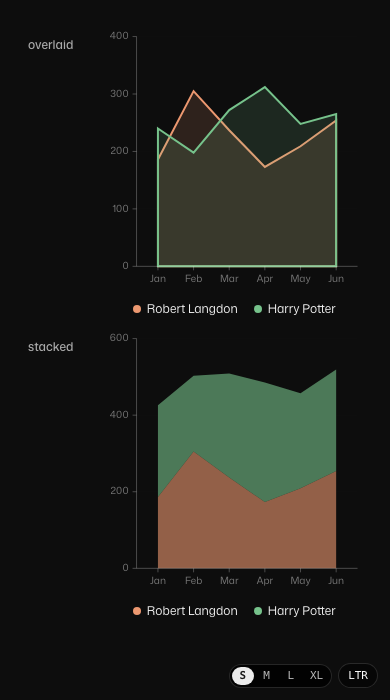 overlaid
400
300
200
100
0
Jan Feb Mar Apr May Jun
Robert Langdon Harry Potter
stacked
600
400
200
0
Jan Feb Mar Apr May Jun
Robert Langdon Harry Potter
S M L XL LTR